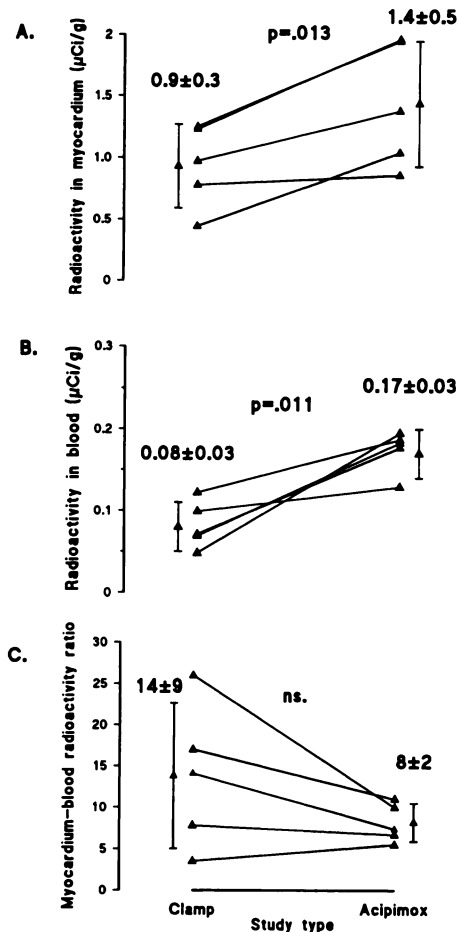 A.
Radioactivity in myocardium (µCi/g)
2
1.5
1.0
0.5
0
0.9±0.3
p=.013
1.4±0.5
B.
Radioactivity in blood (µCi/g)
0.3
0.2
0.1
0
0.08±0.03
p=.011
0.17±0.03
C.
Myocardium-blood radioactivity ratio
30
25
20
15
10
5
0
14±9
ns.
8±2
Clamp
Acipimox
Study type